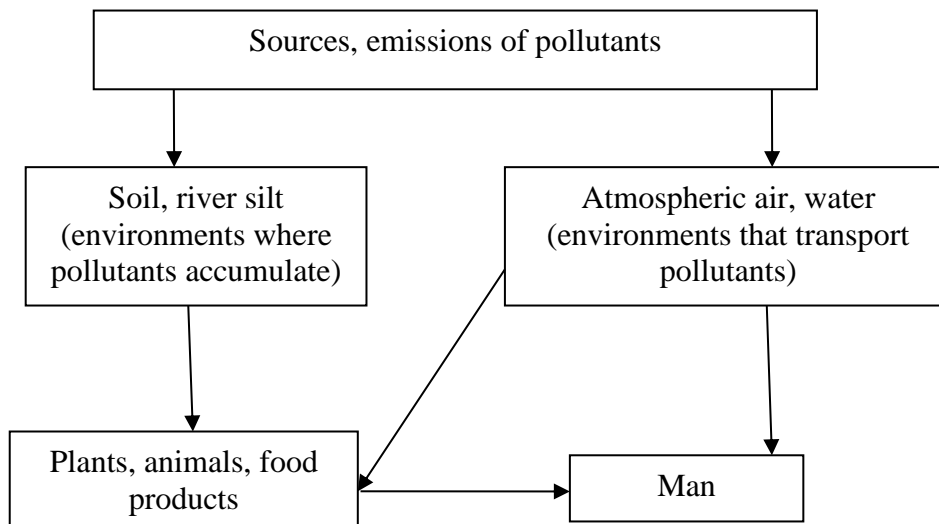 Sources, emissions of pollutants
Soil, river silt
(environments where
pollutants accumulate)
Atmospheric air, water
(environments that transport
pollutants)
Plants, animals, food
products
Man